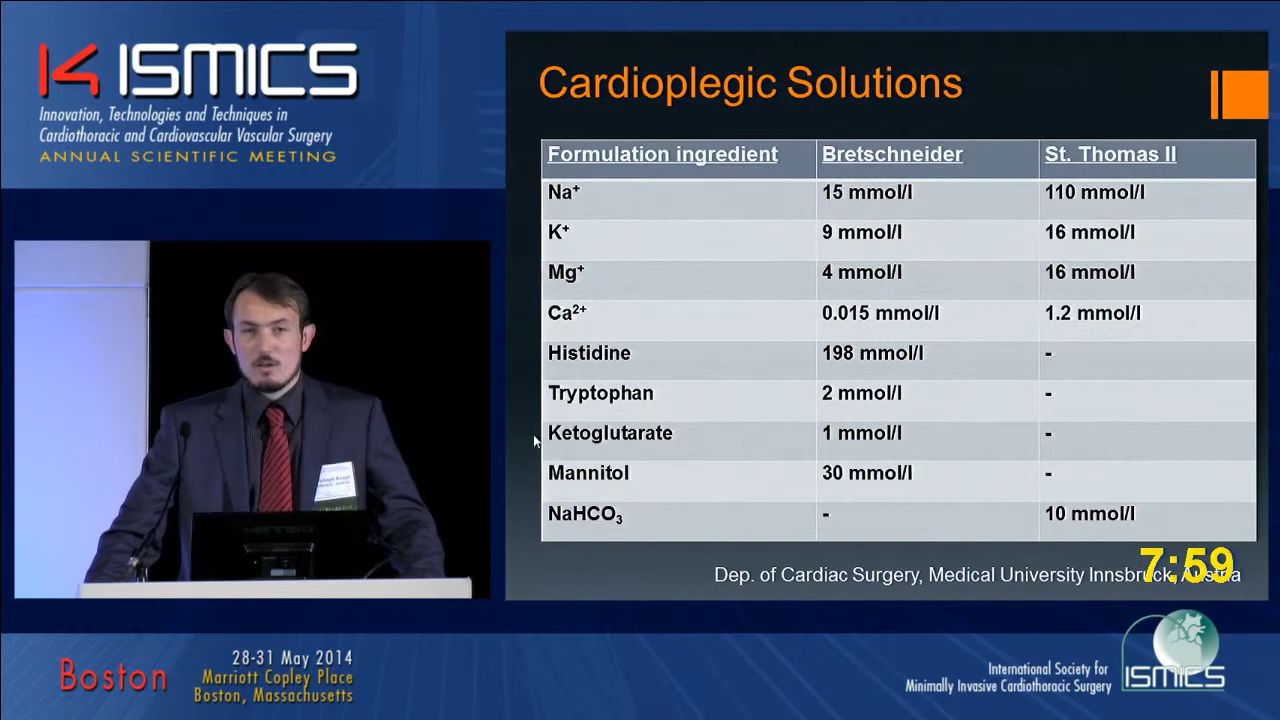 14 ISMICS
Innovation, Technologies and Techniques in
Cardiothoracic and Cardiovascular Vascular Surgery
ANNUAL SCIENTIFIC MEETING
Cardioplegic Solutions
Formulation ingredient Bretschneider St. Thomas II
Na⁺ 15 mmol/l 110 mmol/l
K⁺ 9 mmol/l 16 mmol/l
Mg⁺ 4 mmol/l 16 mmol/l
Ca²⁺ 0.015 mmol/l 1.2 mmol/l
Histidine 198 mmol/l -
Tryptophan 2 mmol/l -
Ketoglutarate 1 mmol/l -
Mannitol 30 mmol/l -
NaHCO₃ - 10 mmol/l
Dep. of Cardiac Surgery, Medical University Innsbruck, Austria
7:59
Boston
28-31 May 2014
Marriott Copley Place
Boston, Massachusetts
International Society for
Minimally Invasive Cardiothoracic Surgery
ISMICS